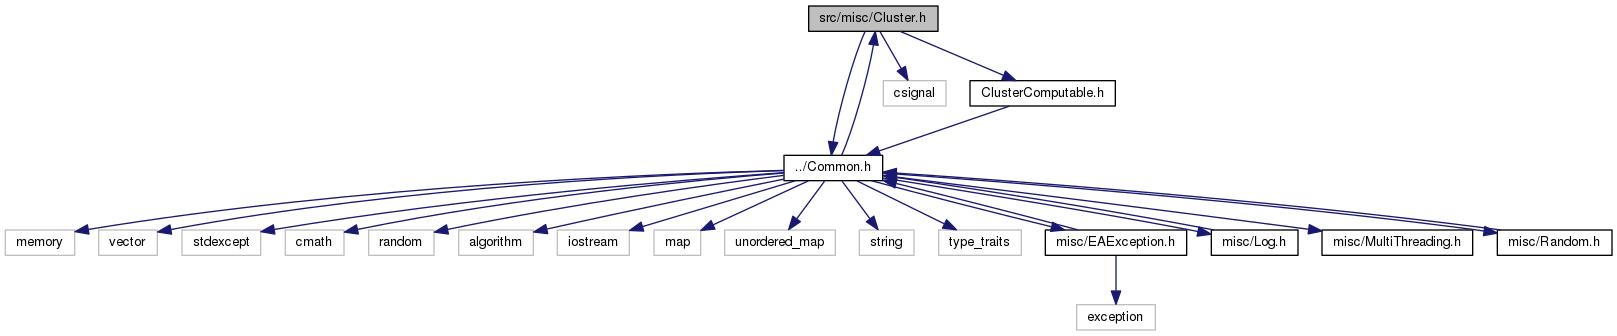 src/misc/Cluster.h
csignal
ClusterComputable.h
../Common.h
memory
vector
stdexcept
cmath
random
algorithm
iostream
map
unordered_map
string
type_traits
misc/EAException.h
misc/Log.h
misc/MultiThreading.h
misc/Random.h
exception